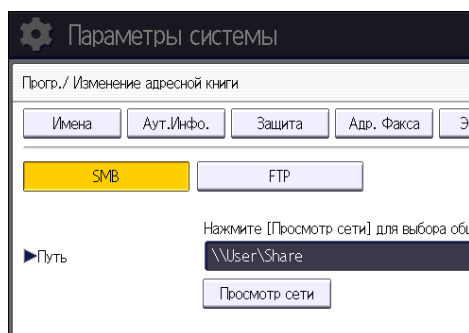 Параметры системы
Прогр./ Изменение адресной книги
Имена Аут.Инфо. Защита Адр. Факса
SMB FTP
Нажмите [Просмотр сети] для выбора
▶Путь \\User\Share
Просмотр сети